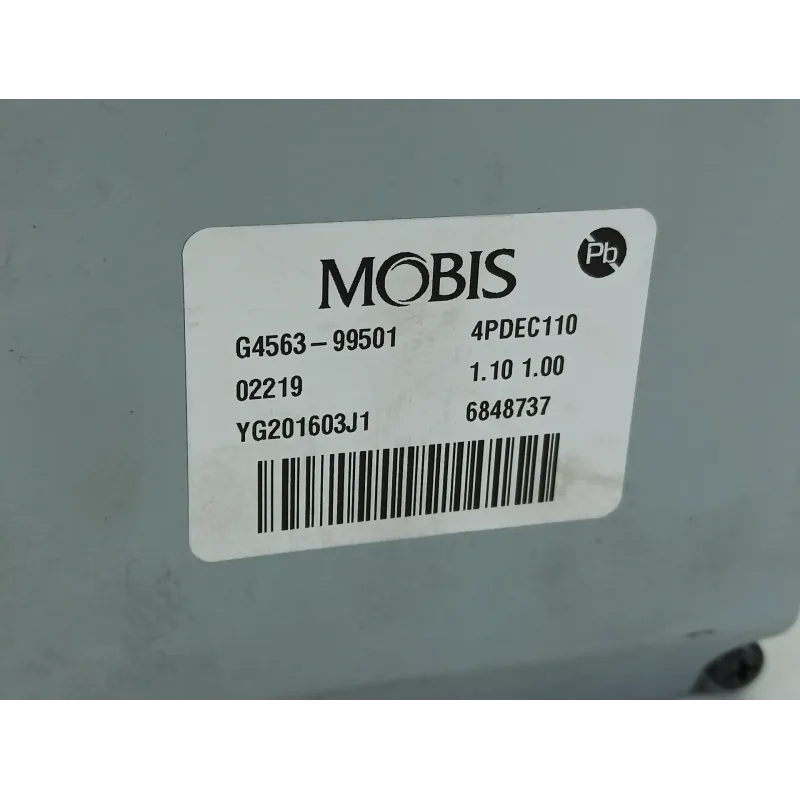 MOBIS
Pb
G4563-99501 4PDEC110
02219 1.10 1.00
YG201603J1 6848737